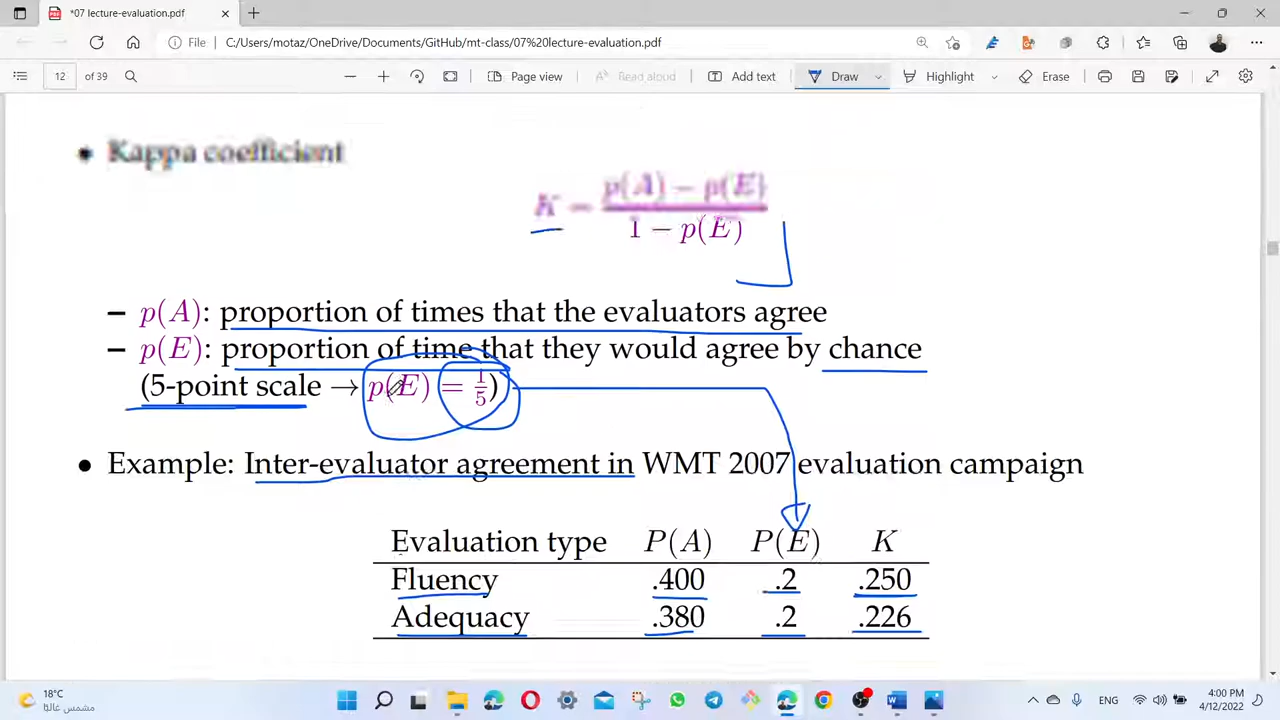 *07 lecture-evaluation.pdf
File C:/Users/motaz/OneDrive/Documents/GitHub/mt-class/07%20lecture-evaluation.pdf
12 of 39 Page view Read aloud Add text Draw Highlight Erase
• Kappa coefficient
K = p(A) − p(E) / 1 − p(E)
– p(A): proportion of times that the evaluators agree
– p(E): proportion of time that they would agree by chance
(5-point scale → p(E) = 1/5)
• Example: Inter-evaluator agreement in WMT 2007 evaluation campaign
Evaluation type P(A) P(E) K
Fluency .400 .2 .250
Adequacy .380 .2 .226
18°C
مشمس غالبًا
ENG
4:00 PM
4/12/2022